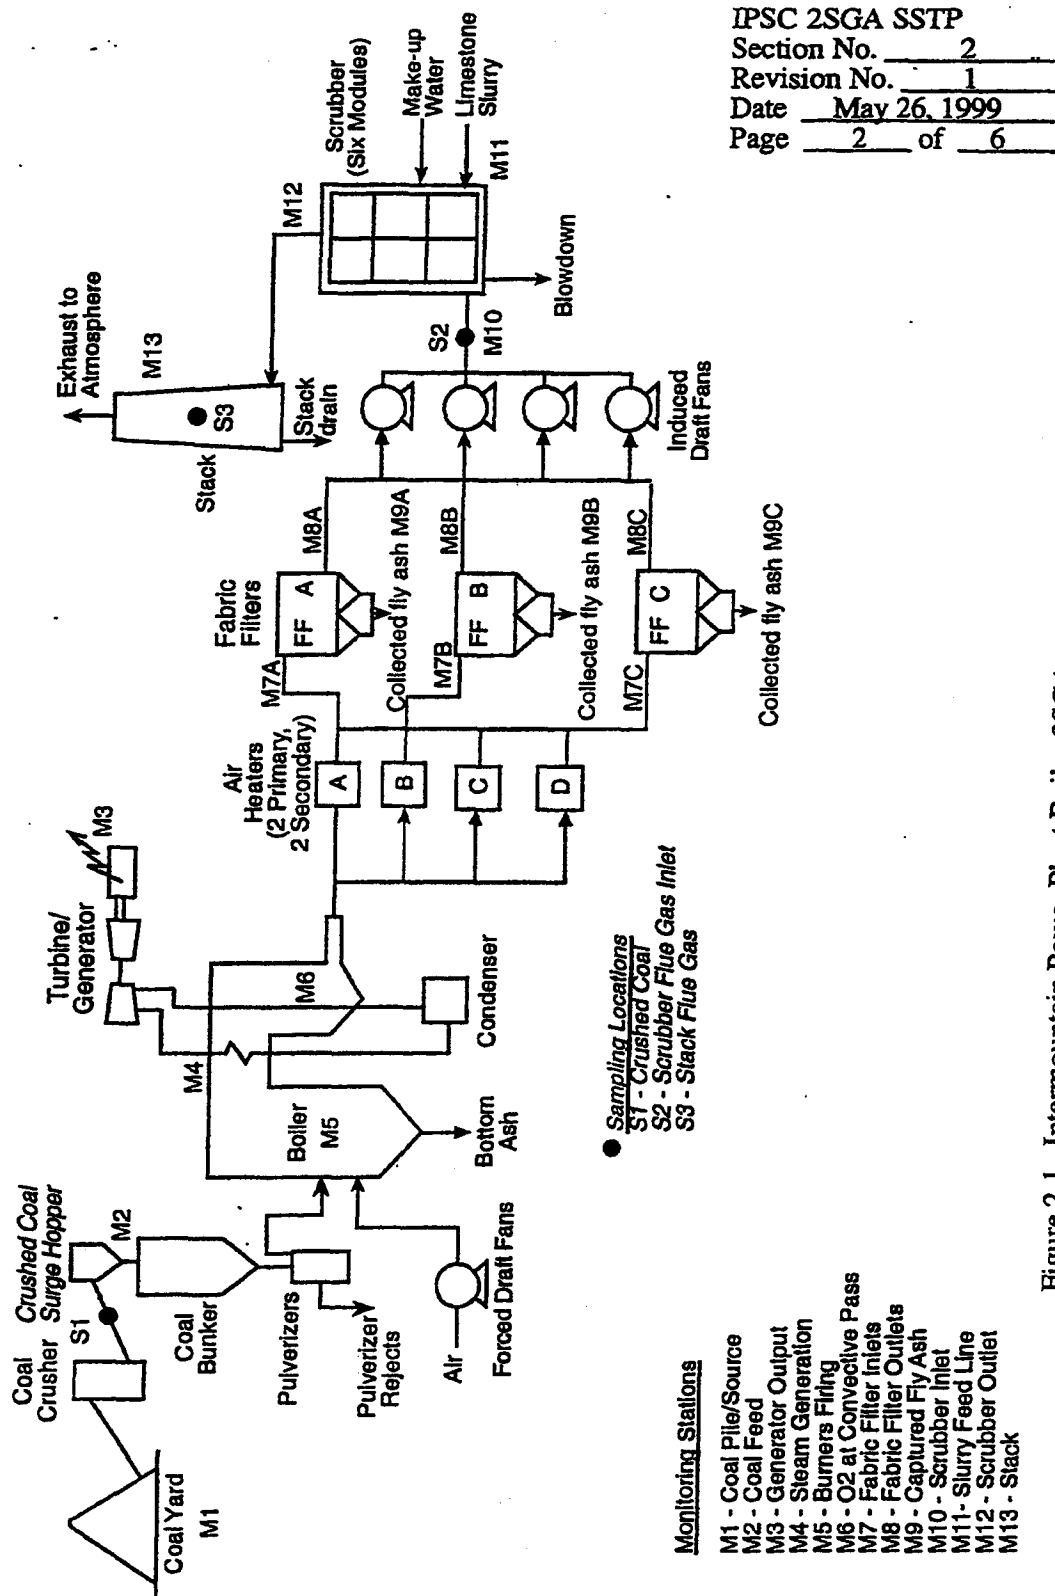 IPSC 2SGA SSTP
Section No. 2
Revision No. 1
Date May 26, 1999
Page 2 of 6
Coal Yard
M1
Coal
Crusher
S1
Crushed Coal
Surge Hopper
M2
Coal
Bunker
Pulverizers
Pulverizer
Rejects
Air
Forced Draft Fans
Boiler
M5
Bottom
Ash
M4
M6
Turbine/
Generator
M3
Condenser
Air
Heaters
(2 Primary,
2 Secondary)
A
B
C
D
Fabric
Filters
M7A
FF A
M8A
Collected fly ash M9A
M7B
FF B
M8B
Collected fly ash M9B
M7C
FF C
M8C
Collected fly ash M9C
Induced
Draft Fans
S2
M10
Scrubber
(Six Modules)
Make-up
Water
Limestone
Slurry
M11
M12
Blowdown
Exhaust to
Atmosphere
M13
S3
Stack
Stack
drain
Sampling Locations
S1 - Crushed Coal
S2 - Scrubber Flue Gas Inlet
S3 - Stack Flue Gas
Monitoring Stations
M1 - Coal Pile/Source
M2 - Coal Feed
M3 - Generator Output
M4 - Steam Generation
M5 - Burners Firing
M6 - O2 at Convective Pass
M7 - Fabric Filter Inlets
M8 - Fabric Filter Outlets
M9 - Captured Fly Ash
M10 - Scrubber Inlet
M11 - Slurry Feed Line
M12 - Scrubber Outlet
M13 - Stack
Figure 2-1. Intermountain Power Plant